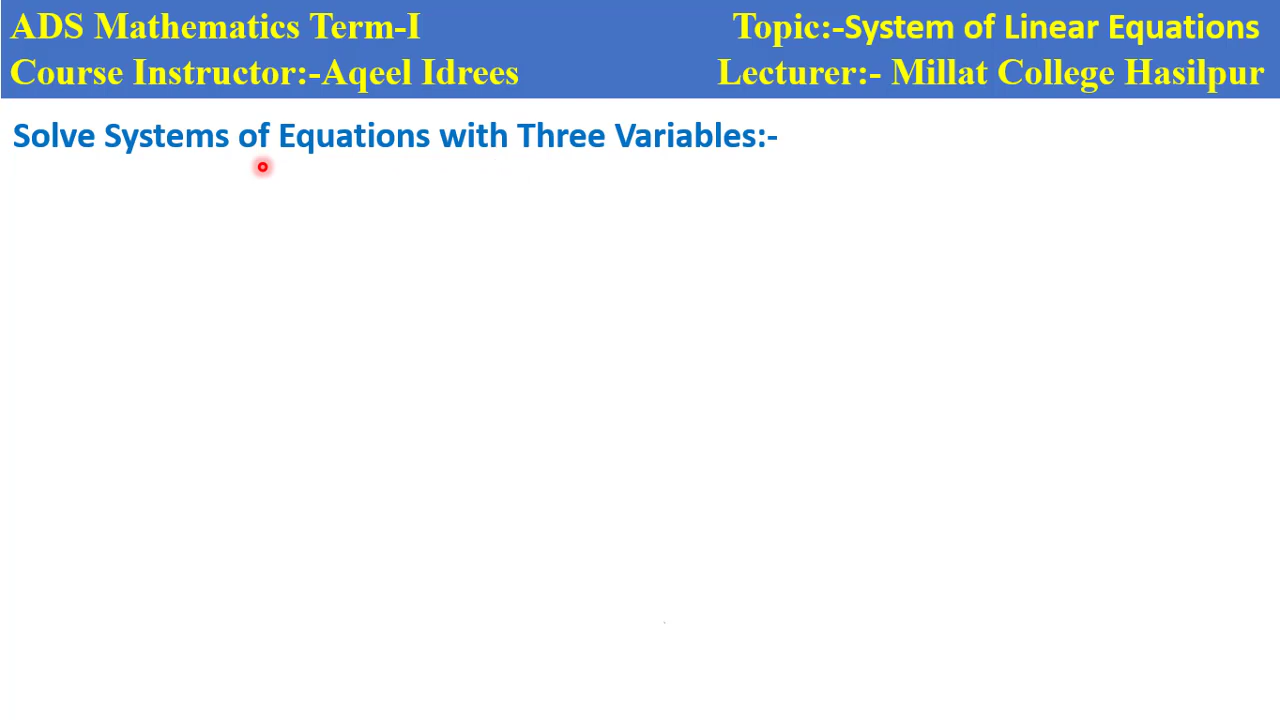 ADS Mathematics Term-I
Topic:-System of Linear Equations
Course Instructor:-Aqeel Idrees
Lecturer:- Millat College Hasilpur
Solve Systems of Equations with Three Variables:-